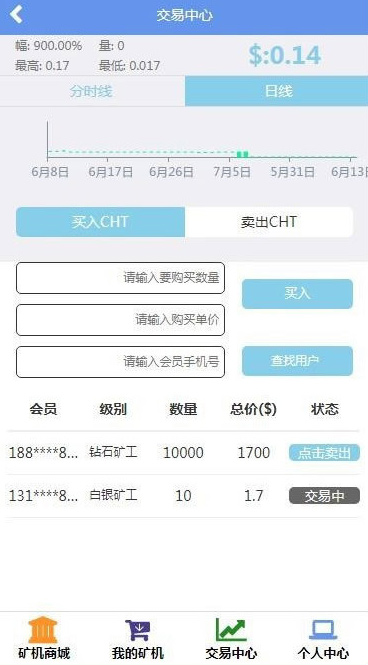 交易中心
幅: 900.00% 量: 0
$:0.14
最高: 0.17 最低: 0.017
分时线 日线
6月8日 6月17日 6月26日 7月5日 5月31日 6月13日
买入CHT 卖出CHT
请输入要购买数量
买入
请输入购买单价
请输入会员手机号
查找用户
会员 级别 数量 总价($) 状态
188****8... 钻石矿工 10000 1700 点击卖出
131****8... 白银矿工 10 1.7 交易中
矿机商城 我的矿机 交易中心 个人中心